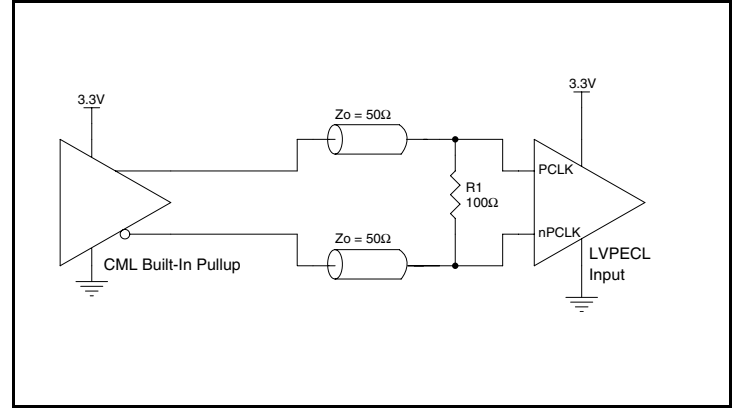 3.3V
3.3V
Zo = 50Ω
PCLK
R1
100Ω
nPCLK
Zo = 50Ω
LVPECL
Input
CML Built-In Pullup